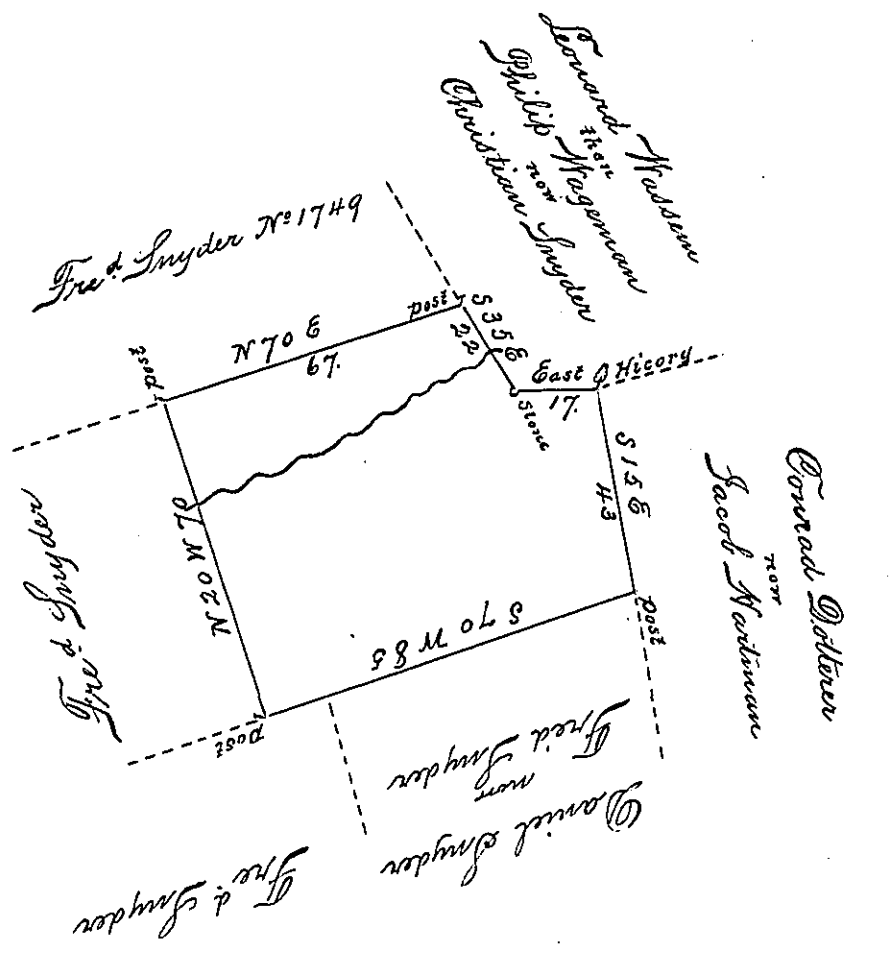 Leonard Wassem
then
Philip Wageman
now
Christian Snyder
Fred. Snyder No 1749
post
post
N 70 E
67
S 35 E
22
East
17
Hicory
Stone
S 15 E
43
Conrad Dotterer
now
Jacob Hartman
Fred. Snyder
N 20 W 70
S 70 W 85
post
post
Fred Snyder
now
Daniel Snyder
Fred. Snyder